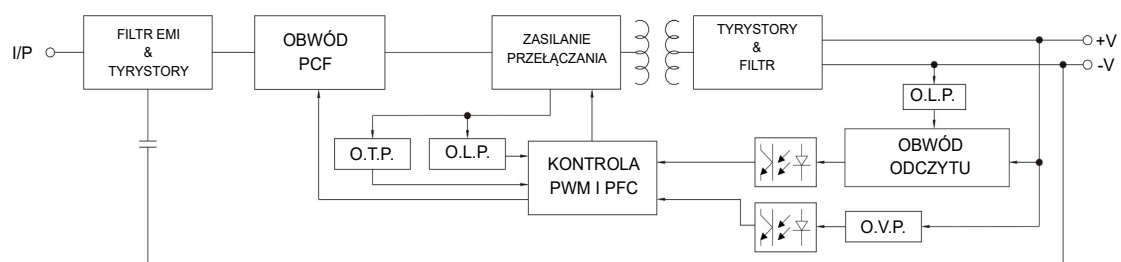 I/P
FILTR EMI
&
TYRYSTORY
OBWÓD
PCF
ZASILANIE
PRZEŁĄCZANIA
TYRYSTORY
&
FILTR
+V
-V
O.L.P.
O.T.P.
O.L.P.
KONTROLA
PWM I PFC
OBWÓD
ODCZYTU
O.V.P.